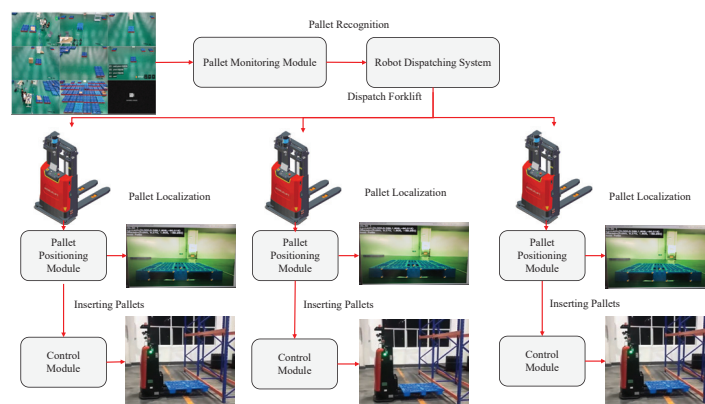 Pallet Recognition
Pallet Monitoring Module
Robot Dispatching System
Dispatch Forklift
Pallet Localization
Pallet Localization
Pallet Localization
Pallet
Positioning
Module
Pallet
Positioning
Module
Pallet
Positioning
Module
Inserting Pallets
Inserting Pallets
Inserting Pallets
Control
Module
Control
Module
Control
Module